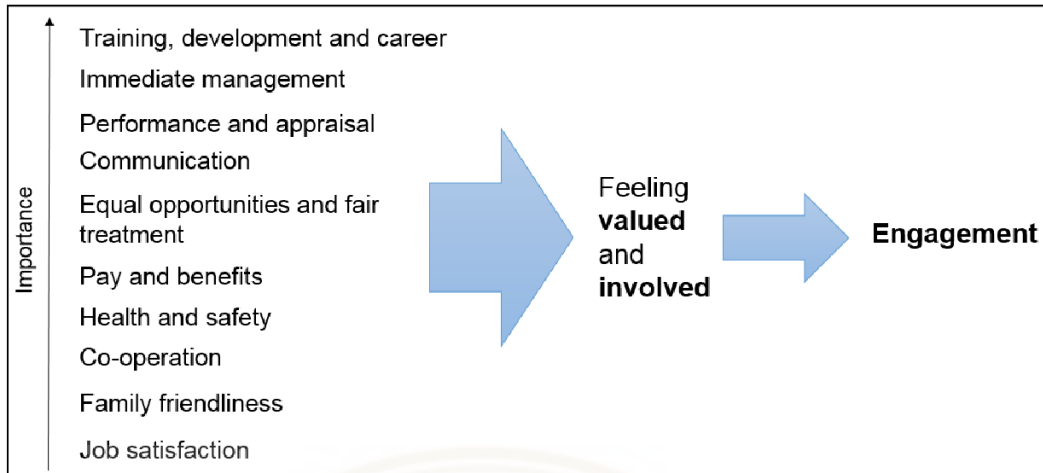 Importance
Training, development and career
Immediate management
Performance and appraisal
Communication
Equal opportunities and fair
treatment
Pay and benefits
Health and safety
Co-operation
Family friendliness
Job satisfaction
Feeling
valued
and
involved
Engagement